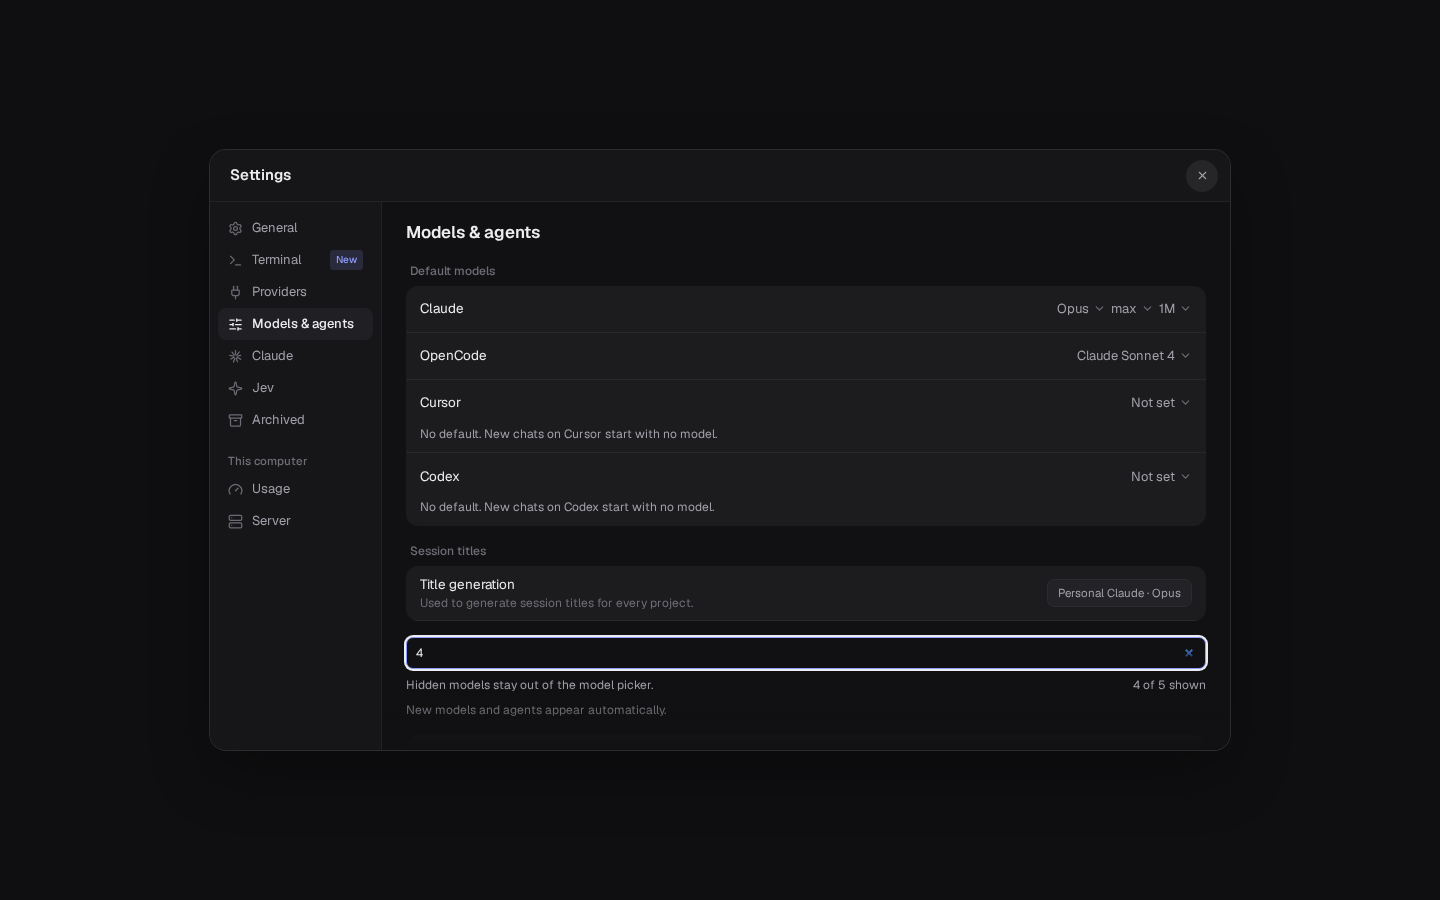 Settings
General
Terminal New
Providers
Models & agents
Claude
Jev
Archived
This computer
Usage
Server
Models & agents
Default models
Claude Opus max 1M
OpenCode Claude Sonnet 4
Cursor Not set
No default. New chats on Cursor start with no model.
Codex Not set
No default. New chats on Codex start with no model.
Session titles
Title generation
Used to generate session titles for every project.
Personal Claude · Opus
4
Hidden models stay out of the model picker. 4 of 5 shown
New models and agents appear automatically.